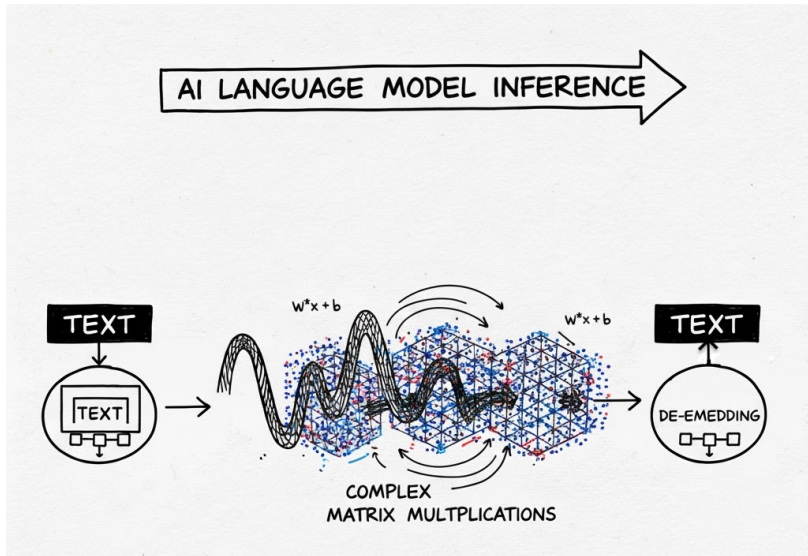 AI LANGUAGE MODEL INFERENCE
W*x + b
W*x + b
TEXT
TEXT
TEXT
DE-EMEDDING
COMPLEX
MATRIX MULTPLICATIONS